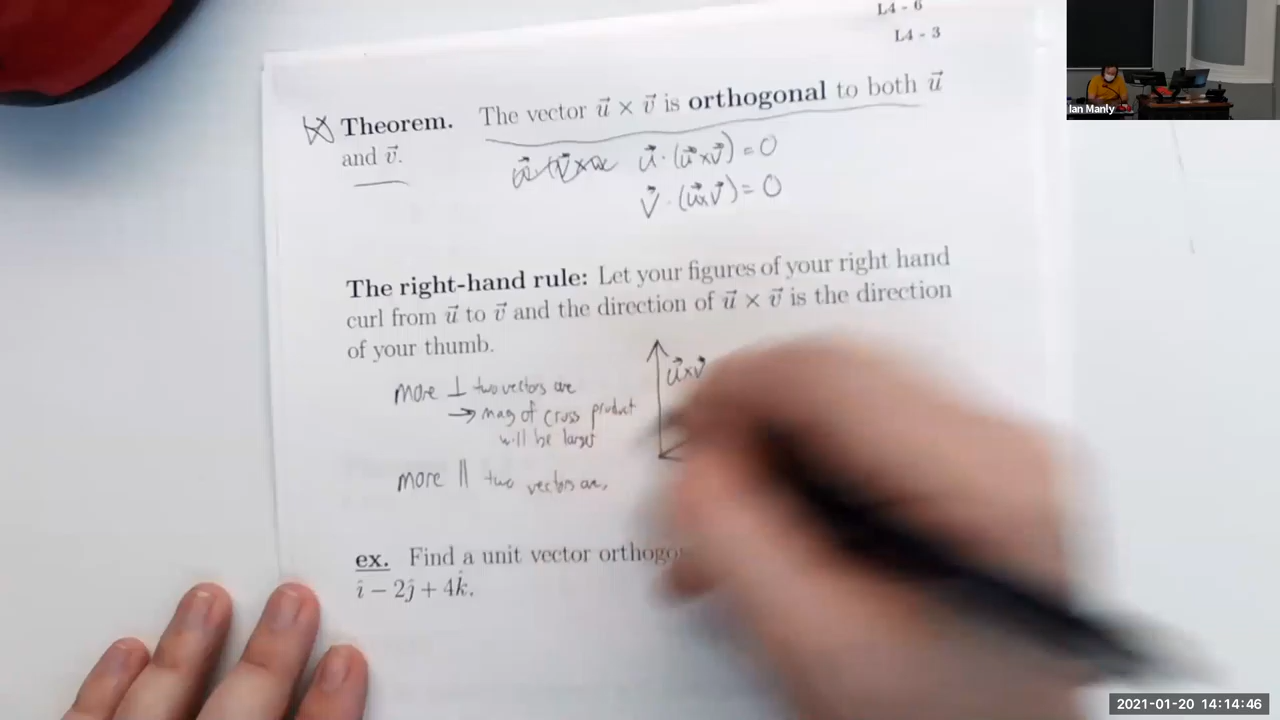 L4 - 6
L4 - 3
Theorem. The vector u⃗ × v⃗ is orthogonal to both u⃗
and v⃗.
u⃗ · (u⃗×v⃗) = 0
v⃗ · (u⃗×v⃗) = 0
The right-hand rule: Let your figures of your right hand
curl from u⃗ to v⃗ and the direction of u⃗ × v⃗ is the direction
of your thumb.
more ⊥ two vectors are
→ mag of cross product
will be larger
u⃗×v⃗
more || two vectors are,
ex. Find a unit vector orthogo
î − 2ĵ + 4k̂.
Ian Manly
2021-01-20 14:14:46